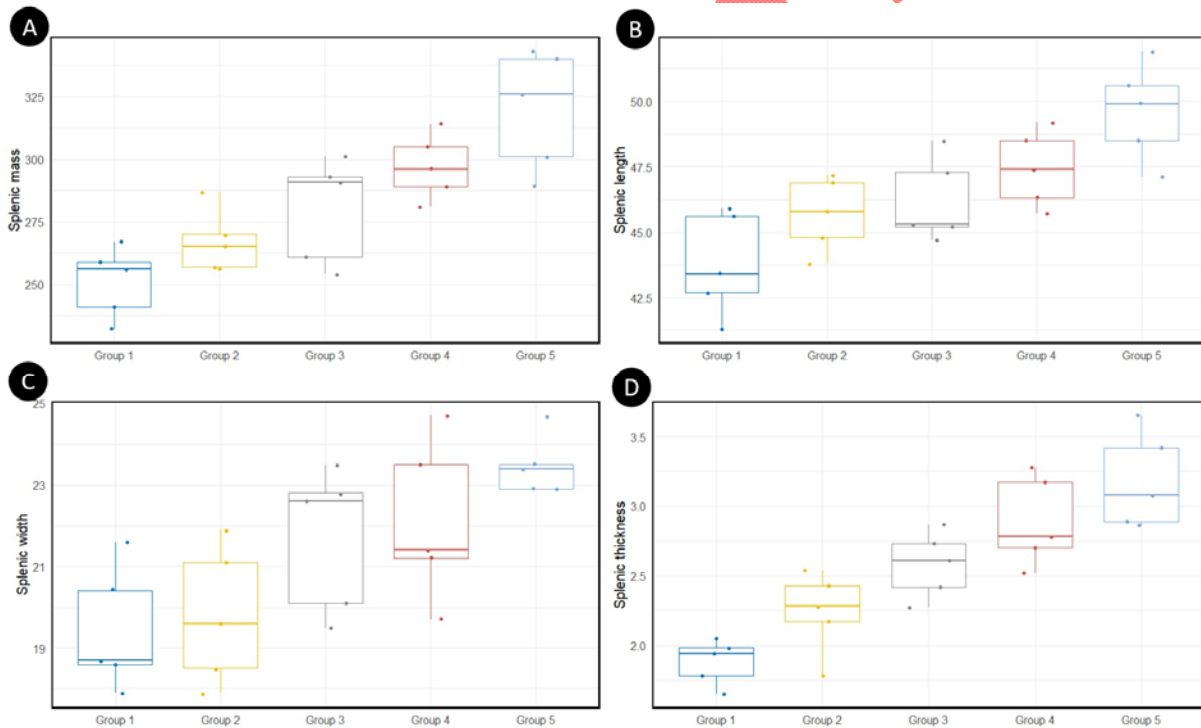 A
Splenic mass
325
300
275
250
Group 1 Group 2 Group 3 Group 4 Group 5
B
Splenic length
50.0
47.5
45.0
42.5
Group 1 Group 2 Group 3 Group 4 Group 5
C
Splenic width
25
23
21
19
Group 1 Group 2 Group 3 Group 4 Group 5
D
Splenic thickness
3.5
3.0
2.5
2.0
Group 1 Group 2 Group 3 Group 4 Group 5